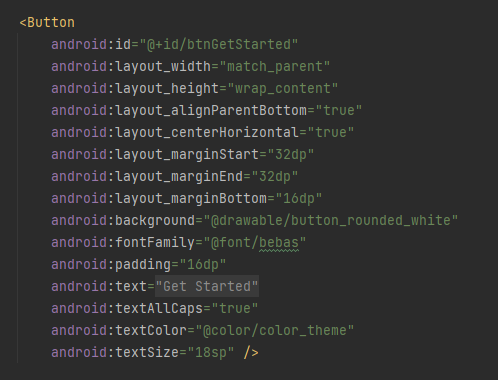 <Button
android:id="@+id/btnGetStarted"
android:layout_width="match_parent"
android:layout_height="wrap_content"
android:layout_alignParentBottom="true"
android:layout_centerHorizontal="true"
android:layout_marginStart="32dp"
android:layout_marginEnd="32dp"
android:layout_marginBottom="16dp"
android:background="@drawable/button_rounded_white"
android:fontFamily="@font/bebas"
android:padding="16dp"
android:text="Get Started"
android:textAllCaps="true"
android:textColor="@color/color_theme"
android:textSize="18sp" />